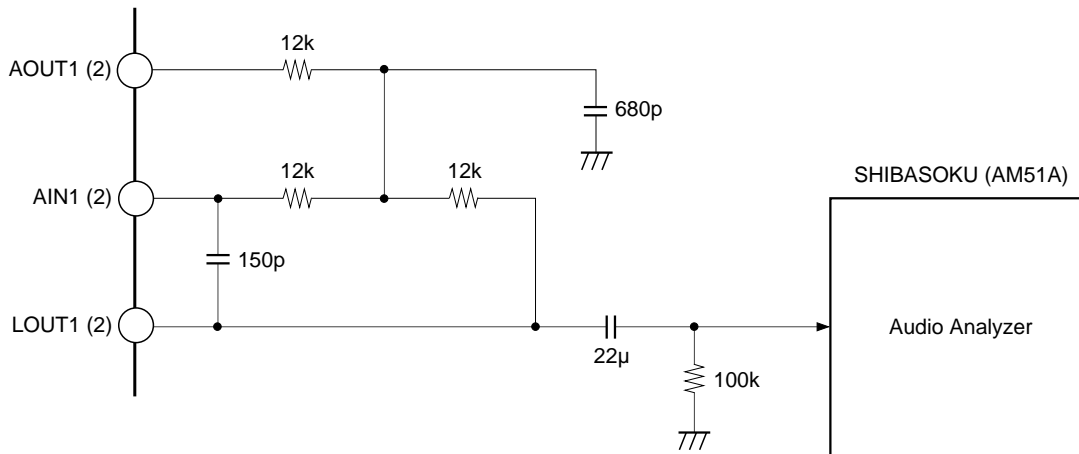 12k
AOUT1 (2)
680p
12k
12k
AIN1 (2)
SHIBASOKU (AM51A)
150p
LOUT1 (2)
Audio Analyzer
22µ
100k